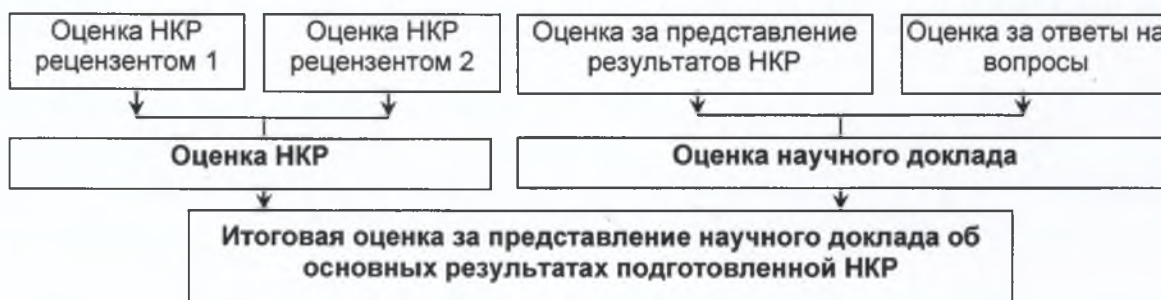 Оценка НКР
рецензентом 1
Оценка НКР
рецензентом 2
Оценка за представление
результатов НКР
Оценка за ответы на
вопросы
Оценка НКР
Оценка научного доклада
Итоговая оценка за представление научного доклада об
основных результатах подготовленной НКР